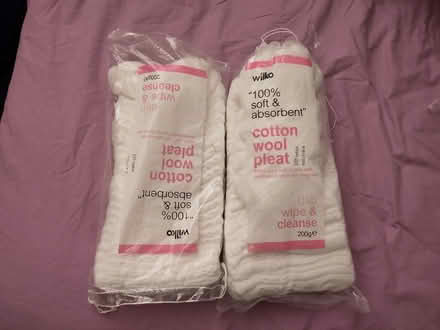 wilko
"100%
soft &
absorbent"
cotton
wool
pleat
wipe &
cleanse
200g e
wilko
"100%
soft &
absorbent"
cotton
wool
pleat
wipe &
cleanse